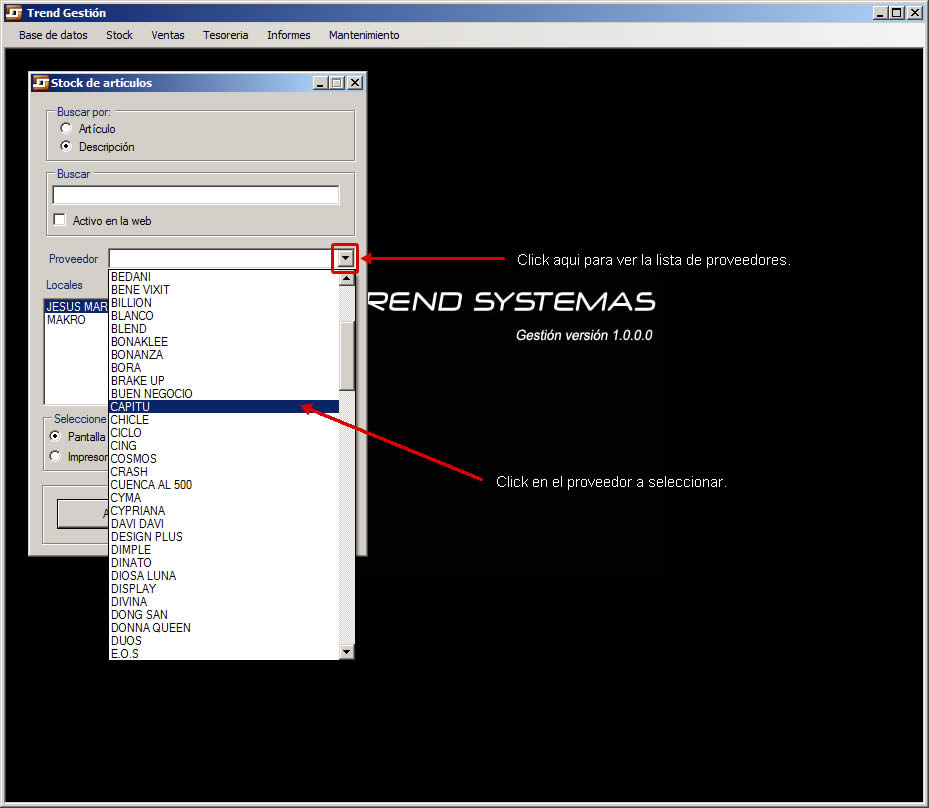 Trend Gestión
Base de datos Stock Ventas Tesoreria Informes Mantenimiento
Stock de artículos
Buscar por:
Artículo
Descripción
Buscar
Activo en la web
Proveedor
Click aqui para ver la lista de proveedores.
Locales
JESUS MAR
MAKRO
BEDANI
BENE VIXIT
BILLION
BLANCO
BLEND
BONAKLEE
BONANZA
BORA
BRAKE UP
BUEN NEGOCIO
CAPITU
CHICLE
CICLO
CING
COSMOS
CRASH
CUENCA AL 500
CYMA
CYPRIANA
DAVI DAVI
DESIGN PLUS
DIMPLE
DINATO
DIOSA LUNA
DISPLAY
DIVINA
DONG SAN
DONNA QUEEN
DUOS
E.O.S
REND SYSTEMAS
Gestión versión 1.0.0.0
Click en el proveedor a seleccionar.
Seleccione
Pantalla
Impresor
A